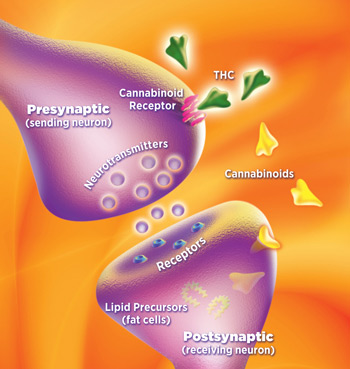 THC
Cannabinoid
Receptor
Presynaptic
(sending neuron)
Neurotransmitters
Cannabinoids
Receptors
Lipid Precursors
(fat cells)
Postsynaptic
(receiving neuron)